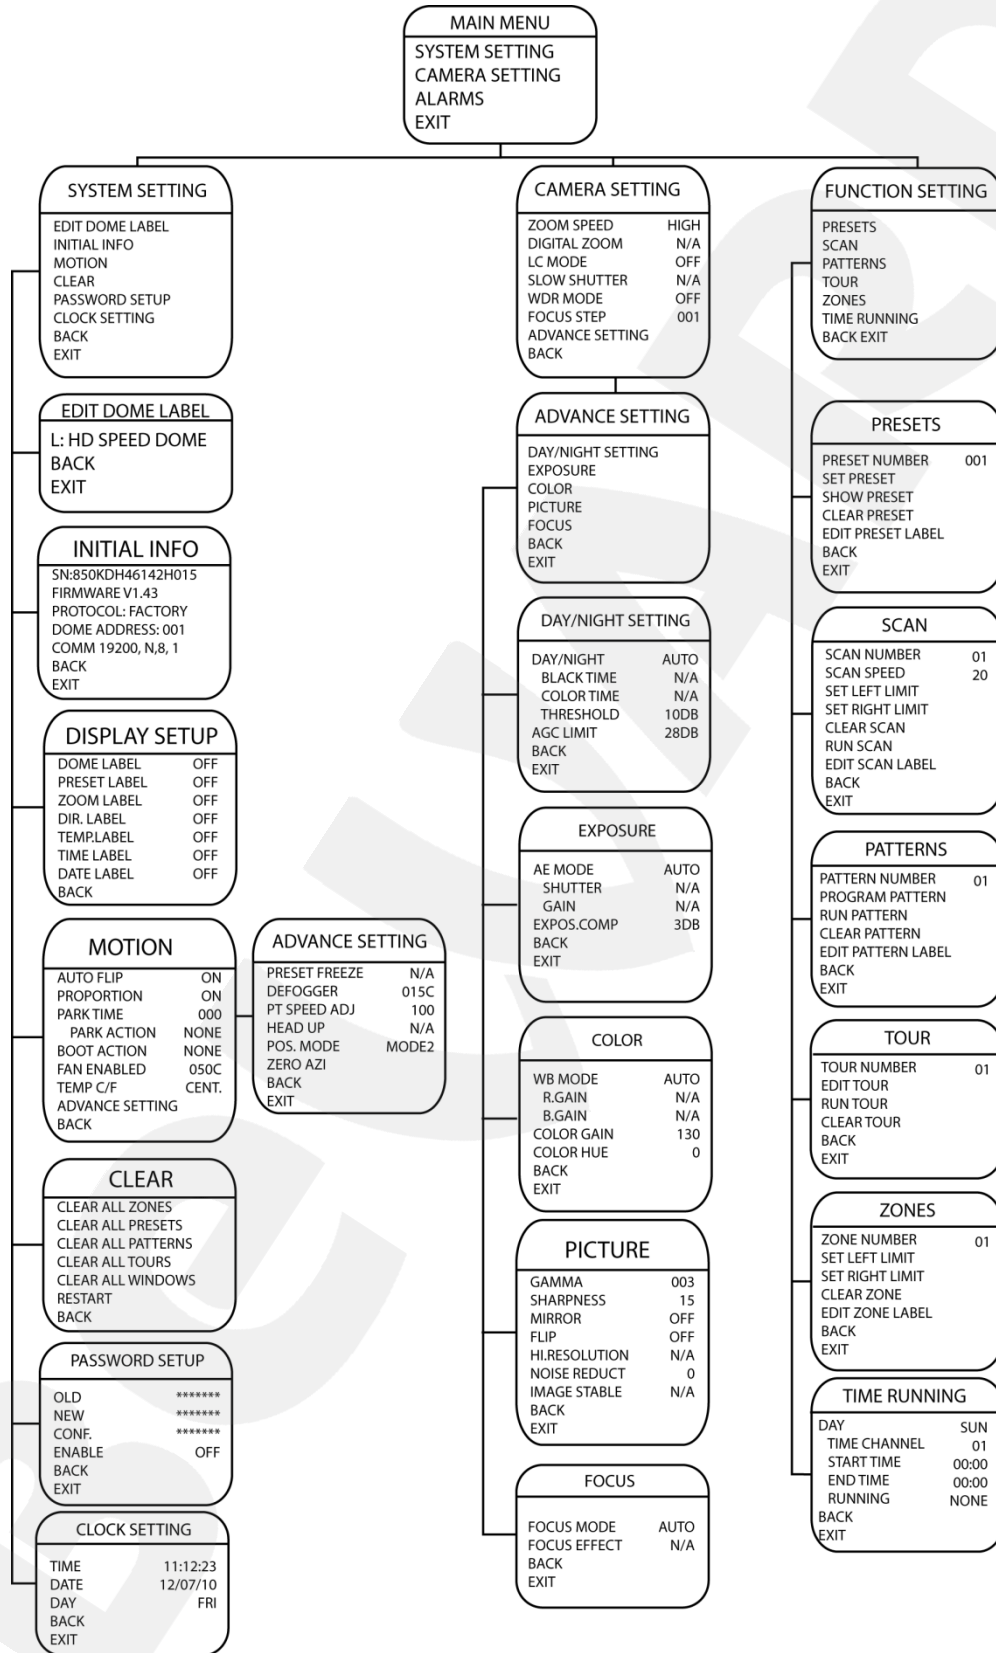 MAIN MENU
SYSTEM SETTING
CAMERA SETTING
ALARMS
EXIT
SYSTEM SETTING
EDIT DOME LABEL
INITIAL INFO
MOTION
CLEAR
PASSWORD SETUP
CLOCK SETTING
BACK
EXIT
EDIT DOME LABEL
L: HD SPEED DOME
BACK
EXIT
INITIAL INFO
SN:850KDH46142H015
FIRMWARE V1.43
PROTOCOL: FACTORY
DOME ADDRESS: 001
COMM 19200, N,8, 1
BACK
EXIT
DISPLAY SETUP
DOME LABEL OFF
PRESET LABEL OFF
ZOOM LABEL OFF
DIR. LABEL OFF
TEMP.LABEL OFF
TIME LABEL OFF
DATE LABEL OFF
BACK
MOTION
AUTO FLIP ON
PROPORTION ON
PARK TIME 000
PARK ACTION NONE
BOOT ACTION NONE
FAN ENABLED 050C
TEMP C/F CENT.
ADVANCE SETTING
BACK
ADVANCE SETTING
PRESET FREEZE N/A
DEFOGGER 015C
PT SPEED ADJ 100
HEAD UP N/A
POS. MODE MODE2
ZERO AZI
BACK
EXIT
CLEAR
CLEAR ALL ZONES
CLEAR ALL PRESETS
CLEAR ALL PATTERNS
CLEAR ALL TOURS
CLEAR ALL WINDOWS
RESTART
BACK
PASSWORD SETUP
OLD *******
NEW *******
CONF. *******
ENABLE OFF
BACK
EXIT
CLOCK SETTING
TIME 11:12:23
DATE 12/07/10
DAY FRI
BACK
EXIT
CAMERA SETTING
ZOOM SPEED HIGH
DIGITAL ZOOM N/A
LC MODE OFF
SLOW SHUTTER N/A
WDR MODE OFF
FOCUS STEP 001
ADVANCE SETTING
BACK
ADVANCE SETTING
DAY/NIGHT SETTING
EXPOSURE
COLOR
PICTURE
FOCUS
BACK
EXIT
DAY/NIGHT SETTING
DAY/NIGHT AUTO
BLACK TIME N/A
COLOR TIME N/A
THRESHOLD 10DB
AGC LIMIT 28DB
BACK
EXIT
EXPOSURE
AE MODE AUTO
SHUTTER N/A
GAIN N/A
EXPOS.COMP 3DB
BACK
EXIT
COLOR
WB MODE AUTO
R.GAIN N/A
B.GAIN N/A
COLOR GAIN 130
COLOR HUE 0
BACK
EXIT
PICTURE
GAMMA 003
SHARPNESS 15
MIRROR OFF
FLIP OFF
HI.RESOLUTION N/A
NOISE REDUCT 0
IMAGE STABLE N/A
BACK
EXIT
FOCUS
FOCUS MODE AUTO
FOCUS EFFECT N/A
BACK
EXIT
FUNCTION SETTING
PRESETS
SCAN
PATTERNS
TOUR
ZONES
TIME RUNNING
BACK EXIT
PRESETS
PRESET NUMBER 001
SET PRESET
SHOW PRESET
CLEAR PRESET
EDIT PRESET LABEL
BACK
EXIT
SCAN
SCAN NUMBER 01
SCAN SPEED 20
SET LEFT LIMIT
SET RIGHT LIMIT
CLEAR SCAN
RUN SCAN
EDIT SCAN LABEL
BACK
EXIT
PATTERNS
PATTERN NUMBER 01
PROGRAM PATTERN
RUN PATTERN
CLEAR PATTERN
EDIT PATTERN LABEL
BACK
EXIT
TOUR
TOUR NUMBER 01
EDIT TOUR
RUN TOUR
CLEAR TOUR
BACK
EXIT
ZONES
ZONE NUMBER 01
SET LEFT LIMIT
SET RIGHT LIMIT
CLEAR ZONE
EDIT ZONE LABEL
BACK
EXIT
TIME RUNNING
DAY SUN
TIME CHANNEL 01
START TIME 00:00
END TIME 00:00
RUNNING NONE
BACK
EXIT